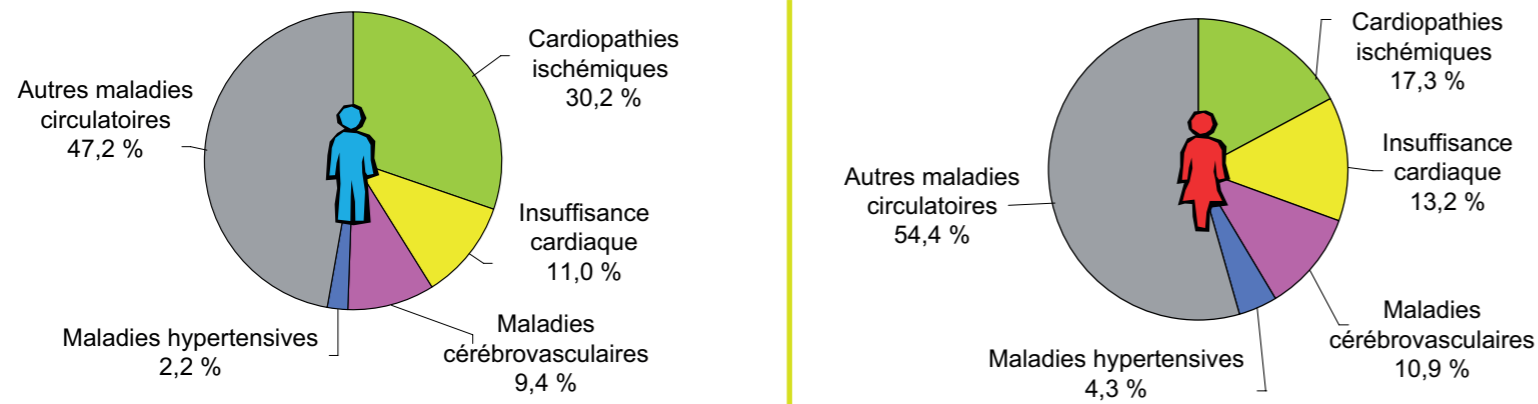 Cardiopathies
ischémiques
30,2 %
Autres maladies
circulatoires
47,2 %
Insuffisance
cardiaque
11,0 %
Maladies
cérébrovasculaires
9,4 %
Maladies hypertensives
2,2 %
Cardiopathies
ischémiques
17,3 %
Insuffisance
cardiaque
13,2 %
Autres maladies
circulatoires
54,4 %
Maladies
cérébrovasculaires
10,9 %
Maladies hypertensives
4,3 %